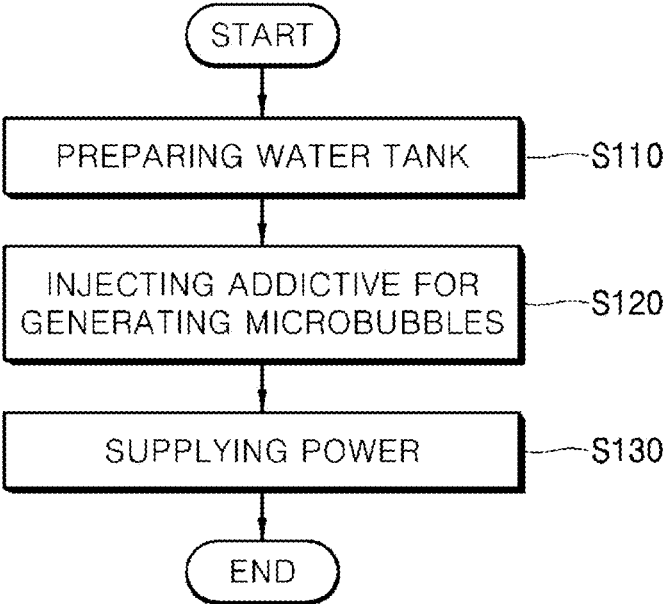 START
PREPARING WATER TANK
S110
INJECTING ADDICTIVE FOR
GENERATING MICROBUBBLES
S120
SUPPLYING POWER
S130
END